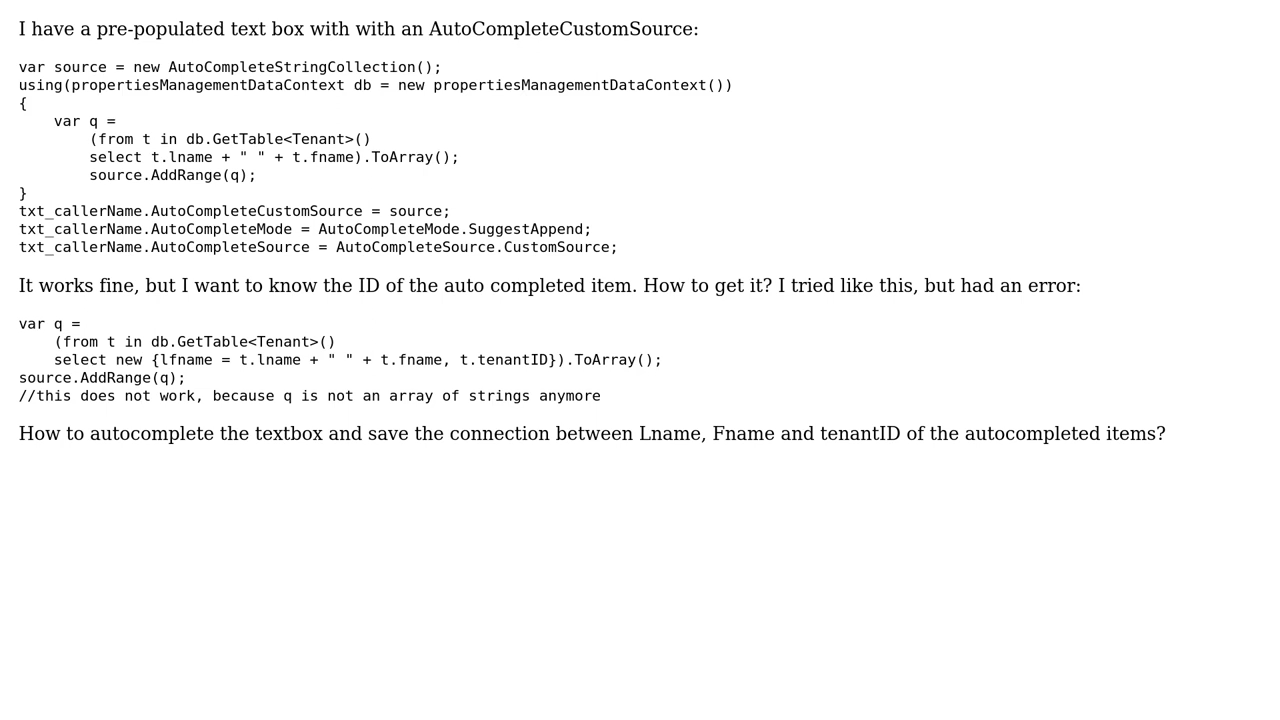 I have a pre-populated text box with with an AutoCompleteCustomSource:
var source = new AutoCompleteStringCollection();
using(propertiesManagementDataContext db = new propertiesManagementDataContext())
{
    var q =
        (from t in db.GetTable<Tenant>()
        select t.lname + " " + t.fname).ToArray();
        source.AddRange(q);
}
txt_callerName.AutoCompleteCustomSource = source;
txt_callerName.AutoCompleteMode = AutoCompleteMode.SuggestAppend;
txt_callerName.AutoCompleteSource = AutoCompleteSource.CustomSource;
It works fine, but I want to know the ID of the auto completed item. How to get it? I tried like this, but had an error:
var q =
    (from t in db.GetTable<Tenant>()
    select new {lfname = t.lname + " " + t.fname, t.tenantID}).ToArray();
source.AddRange(q);
//this does not work, because q is not an array of strings anymore
How to autocomplete the textbox and save the connection between Lname, Fname and tenantID of the autocompleted items?